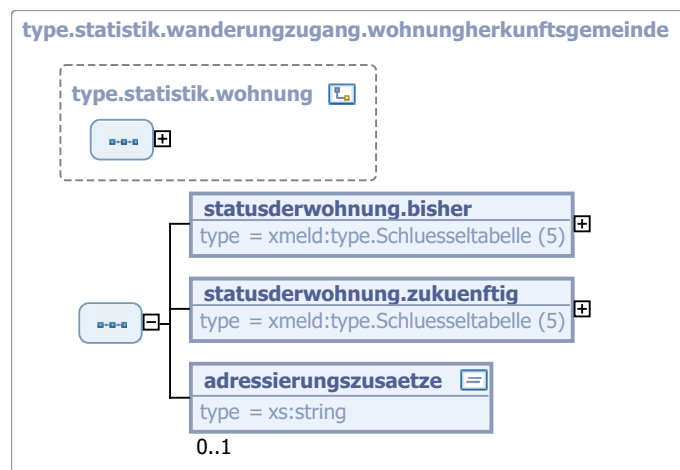 type.statistik.wanderungzugang.wohnungherkunftsgemeinde
type.statistik.wohnung
statusderwohnung.bisher
type = xmeld:type.Schluesseltabelle (5)
statusderwohnung.zukuenftig
type = xmeld:type.Schluesseltabelle (5)
adressierungszusaetze
type = xs:string
0..1